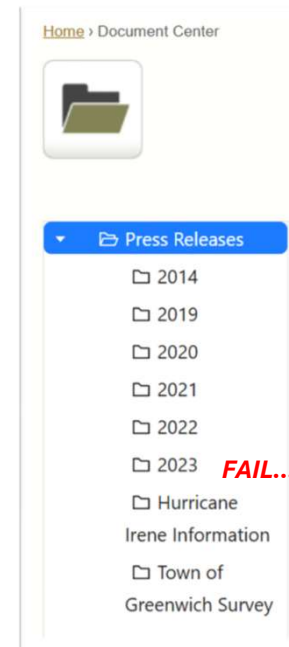 Home › Document Center
Press Releases
2014
2019
2020
2021
2022
2023 FAIL...
Hurricane
Irene Information
Town of
Greenwich Survey